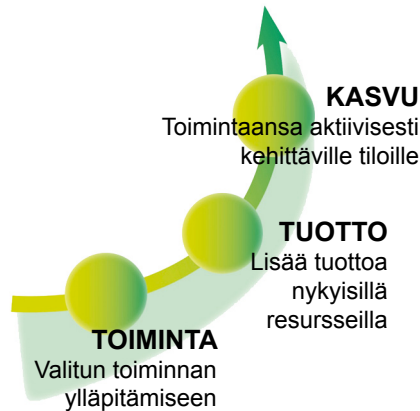 KASVU
Toimintaansa aktiivisesti
kehittäville tiloille
TUOTTO
Lisää tuottoa
nykyisillä
resursseilla
TOIMINTA
Valitun toiminnan
ylläpitämiseen